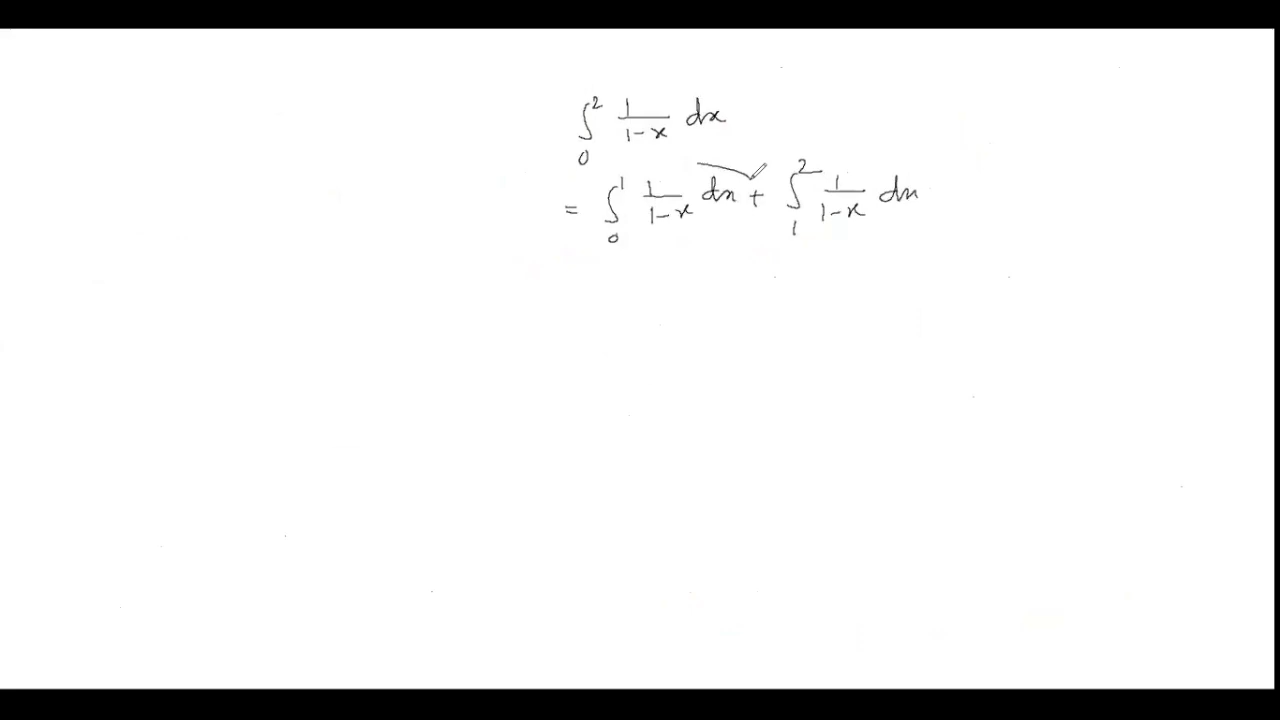 ∫₀² 1/(1-x) dx
= ∫₀¹ 1/(1-x) dx + ∫₁² 1/(1-x) dx